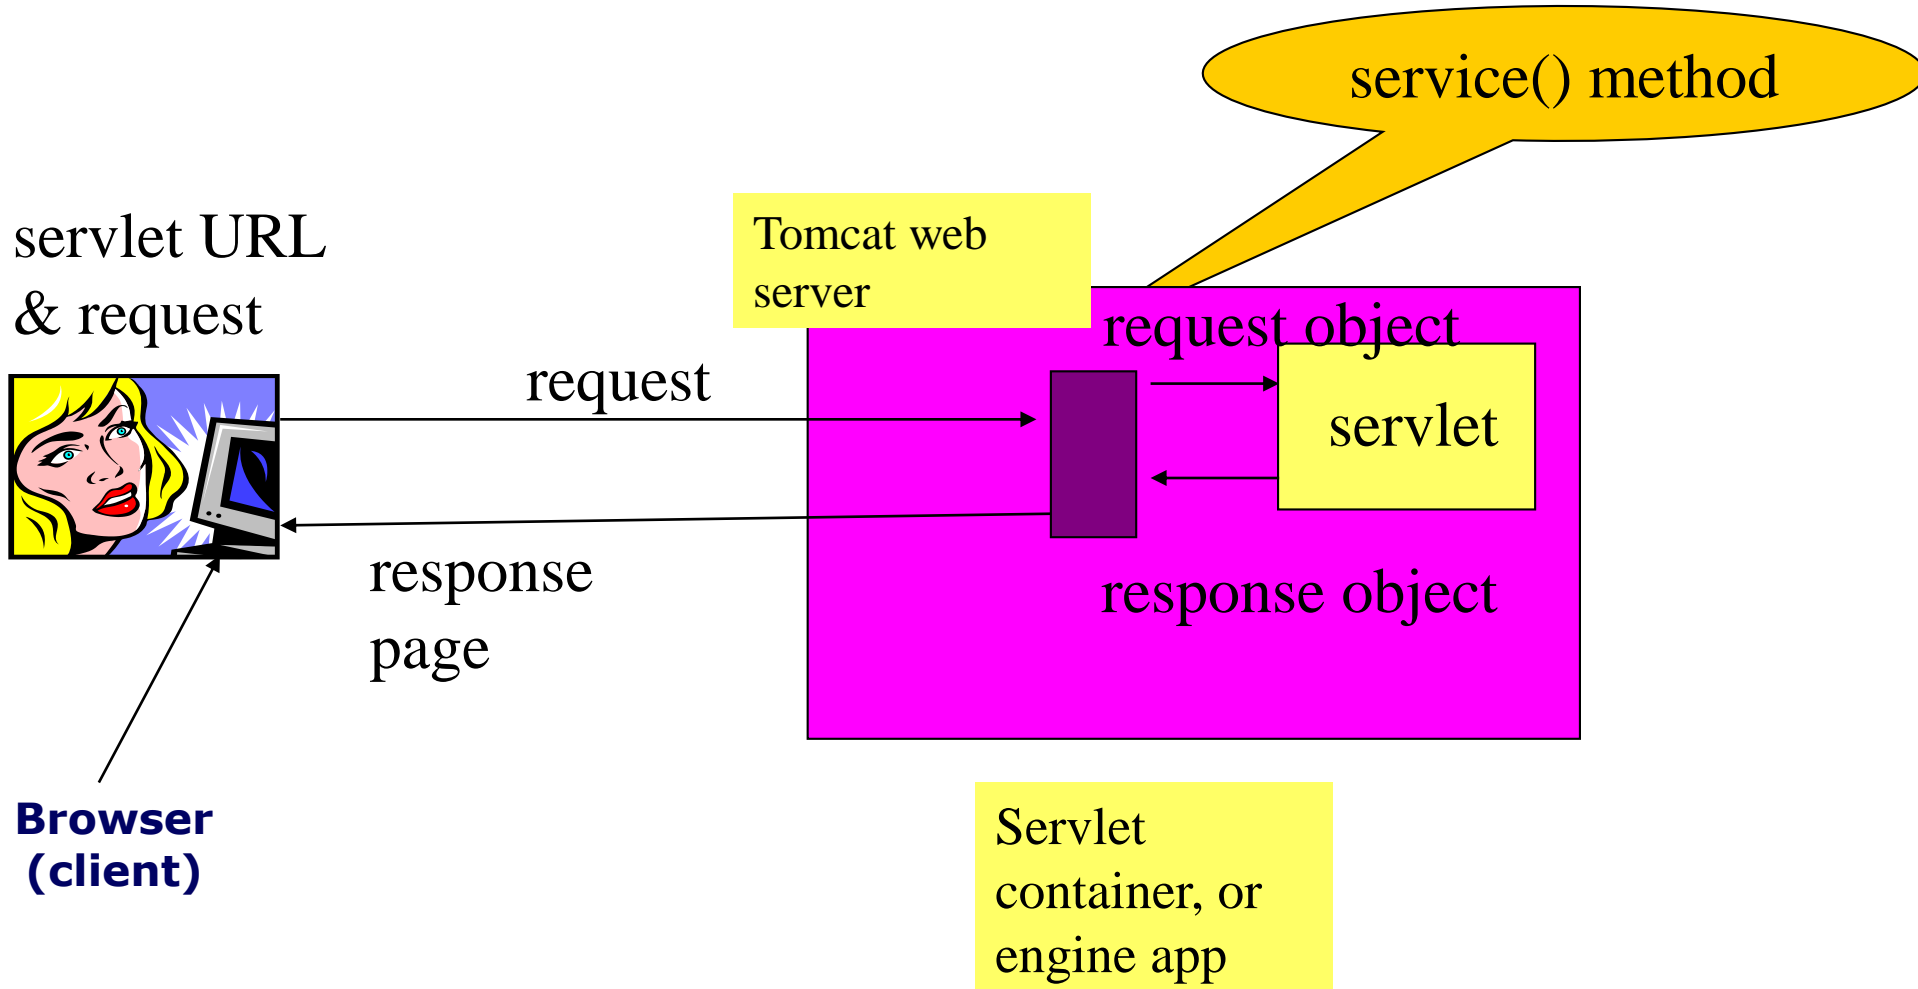 service() method
servlet URL
& request
Tomcat web
server
request object
request
servlet
response
page
response object
Browser
(client)
Servlet
container, or
engine app